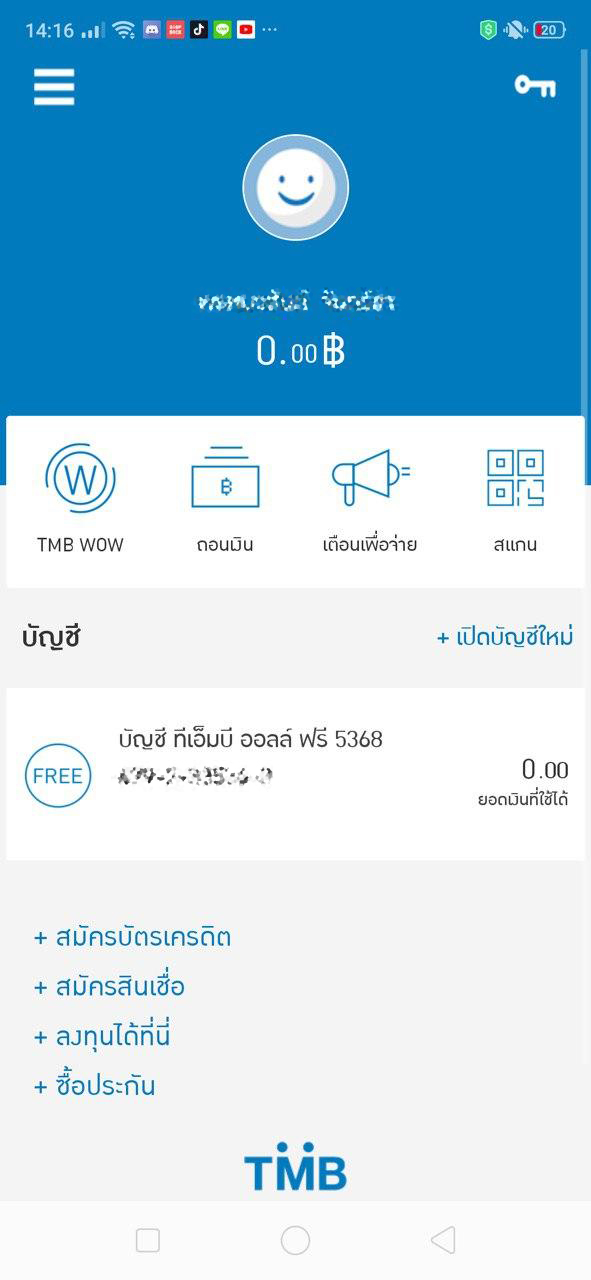 14:16
20
0.00฿
W
฿
TMB WOW
ถอนเงิน
เตือนเพื่อจ่าย
สแกน
บัญชี
+ เปิดบัญชีใหม่
FREE
บัญชี ทีเอ็มบี ออลล์ ฟรี 5368
0.00
ยอดเงินที่ใช้ได้
+ สมัครบัตรเครดิต
+ สมัครสินเชื่อ
+ ลงทุนได้ที่นี่
+ ซื้อประกัน
TMB